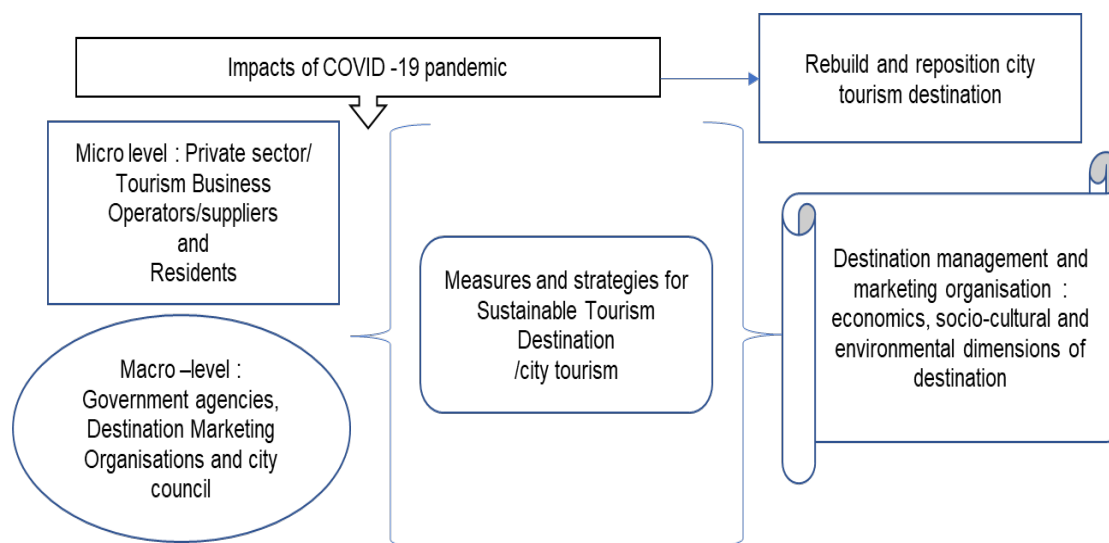 Impacts of COVID -19 pandemic
Rebuild and reposition city
tourism destination
Micro level : Private sector/
Tourism Business
Operators/suppliers
and
Residents
Measures and strategies for
Sustainable Tourism
Destination
/city tourism
Destination management and
marketing organisation :
economics, socio-cultural and
environmental dimensions of
destination
Macro –level :
Government agencies,
Destination Marketing
Organisations and city
council